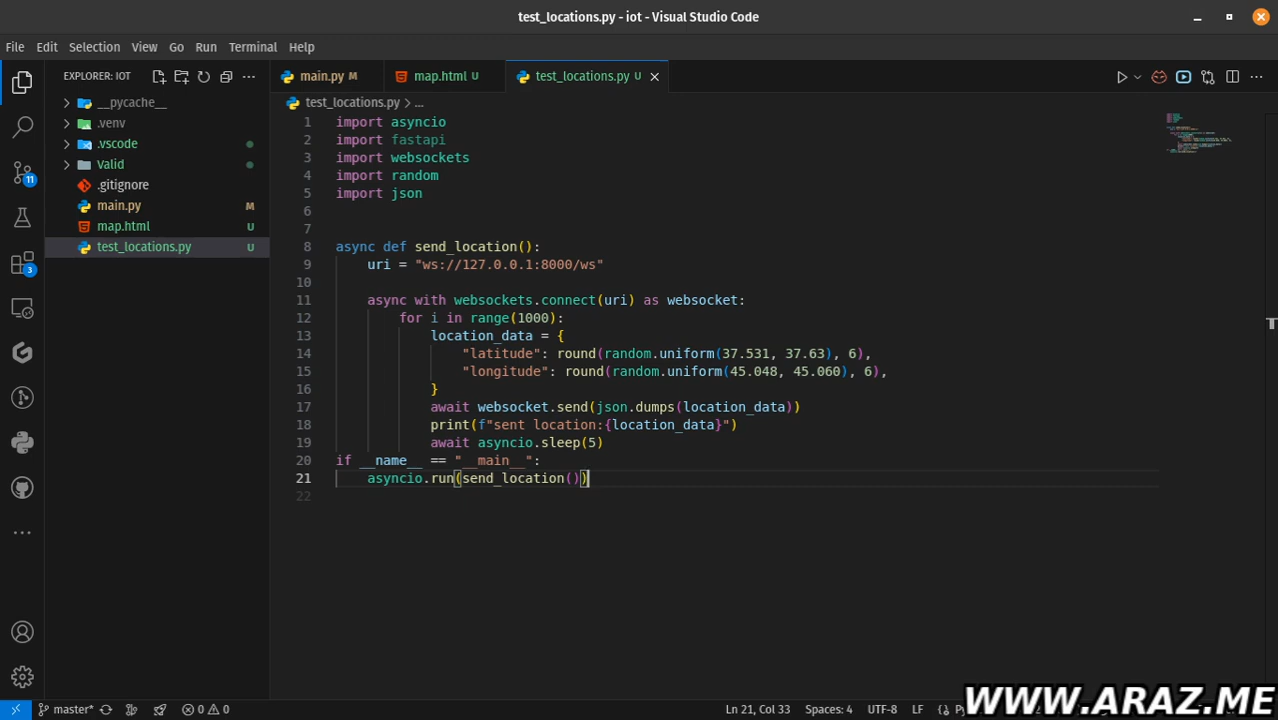 test_locations.py - iot - Visual Studio Code
File Edit Selection View Go Run Terminal Help
EXPLORER: IOT
main.py M map.html U test_locations.py U
__pycache__
test_locations.py > ...
.venv
.vscode
Valid
.gitignore
main.py M
map.html U
test_locations.py U
11
3
1 import asyncio
2 import fastapi
3 import websockets
4 import random
5 import json
6
7
8 async def send_location():
9 uri = "ws://127.0.0.1:8000/ws"
10
11 async with websockets.connect(uri) as websocket:
12 for i in range(1000):
13 location_data = {
14 "latitude": round(random.uniform(37.531, 37.63), 6),
15 "longitude": round(random.uniform(45.048, 45.060), 6),
16 }
17 await websocket.send(json.dumps(location_data))
18 print(f"sent location:{location_data}")
19 await asyncio.sleep(5)
20 if __name__ == "__main__":
21 asyncio.run(send_location())
22
master* 0 0 Ln 21, Col 33 Spaces: 4 UTF-8 LF
WWW.ARAZ.ME